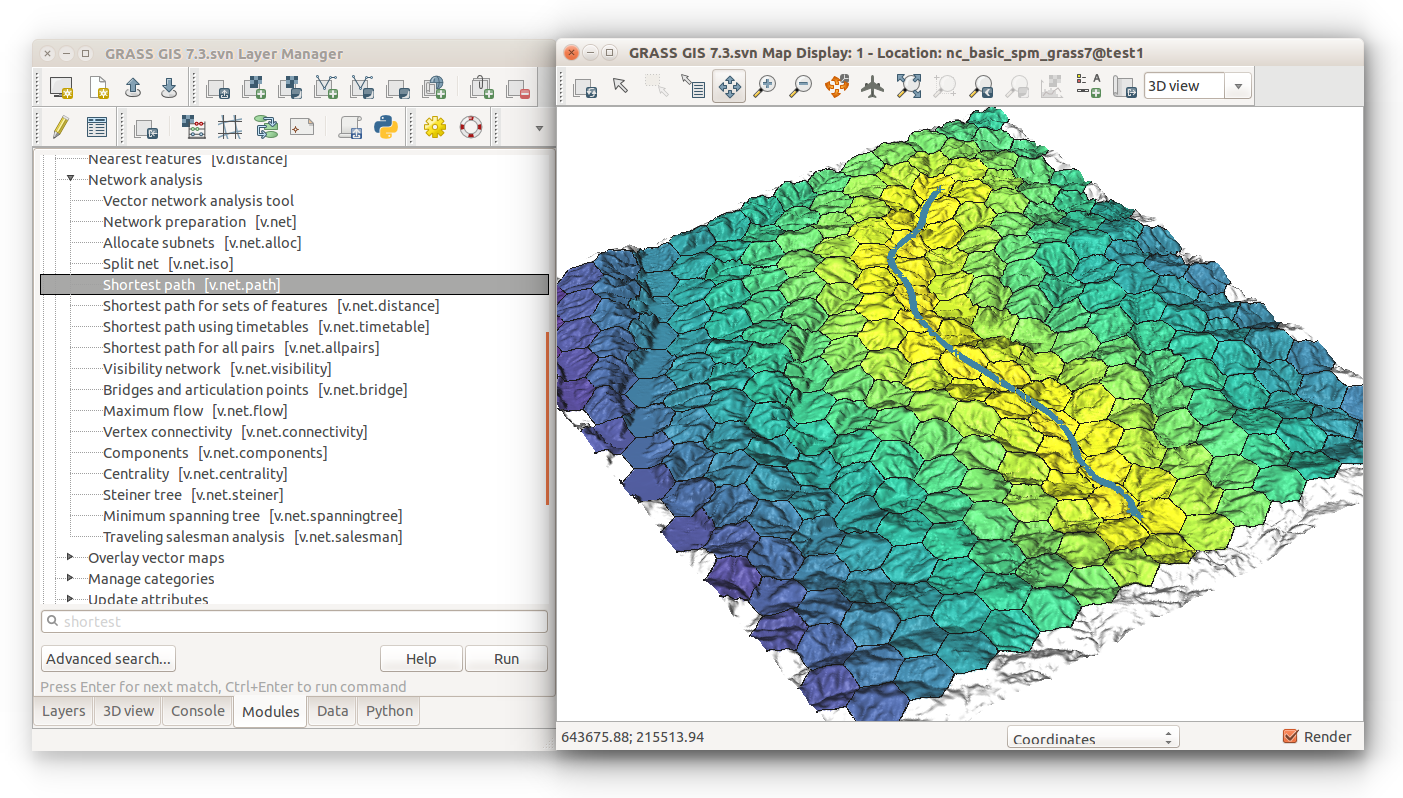 GRASS GIS 7.3.svn Layer Manager
Nearest features [v.distance]
Network analysis
Vector network analysis tool
Network preparation [v.net]
Allocate subnets [v.net.alloc]
Split net [v.net.iso]
Shortest path [v.net.path]
Shortest path for sets of features [v.net.distance]
Shortest path using timetables [v.net.timetable]
Shortest path for all pairs [v.net.allpairs]
Visibility network [v.net.visibility]
Bridges and articulation points [v.net.bridge]
Maximum flow [v.net.flow]
Vertex connectivity [v.net.connectivity]
Components [v.net.components]
Centrality [v.net.centrality]
Steiner tree [v.net.steiner]
Minimum spanning tree [v.net.spanningtree]
Traveling salesman analysis [v.net.salesman]
Overlay vector maps
Manage categories
Update attributes
shortest
Advanced search... Help Run
Press Enter for next match, Ctrl+Enter to run command
Layers 3D view Console Modules Data Python
GRASS GIS 7.3.svn Map Display: 1 - Location: nc_basic_spm_grass7@test1
A 3D view
643675.88; 215513.94 Coordinates Render